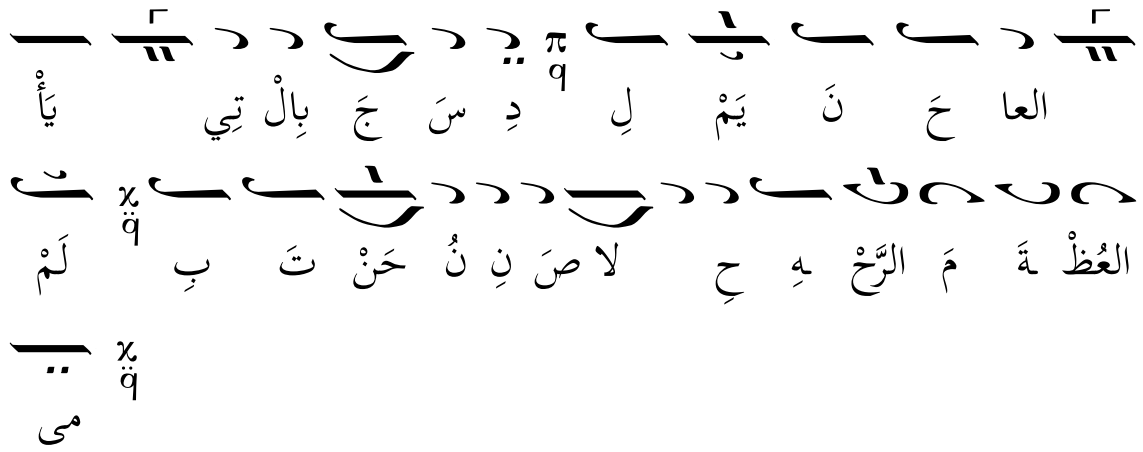 العا حَ نَ يَمْ لِ دِ سَ جَ بِالْ تِي يَأْ
العُظْ ةَ مَ الرَّحْ هِ حِ لا صَ نِ نُ حَنْ تَ بِ لَمْ
مى